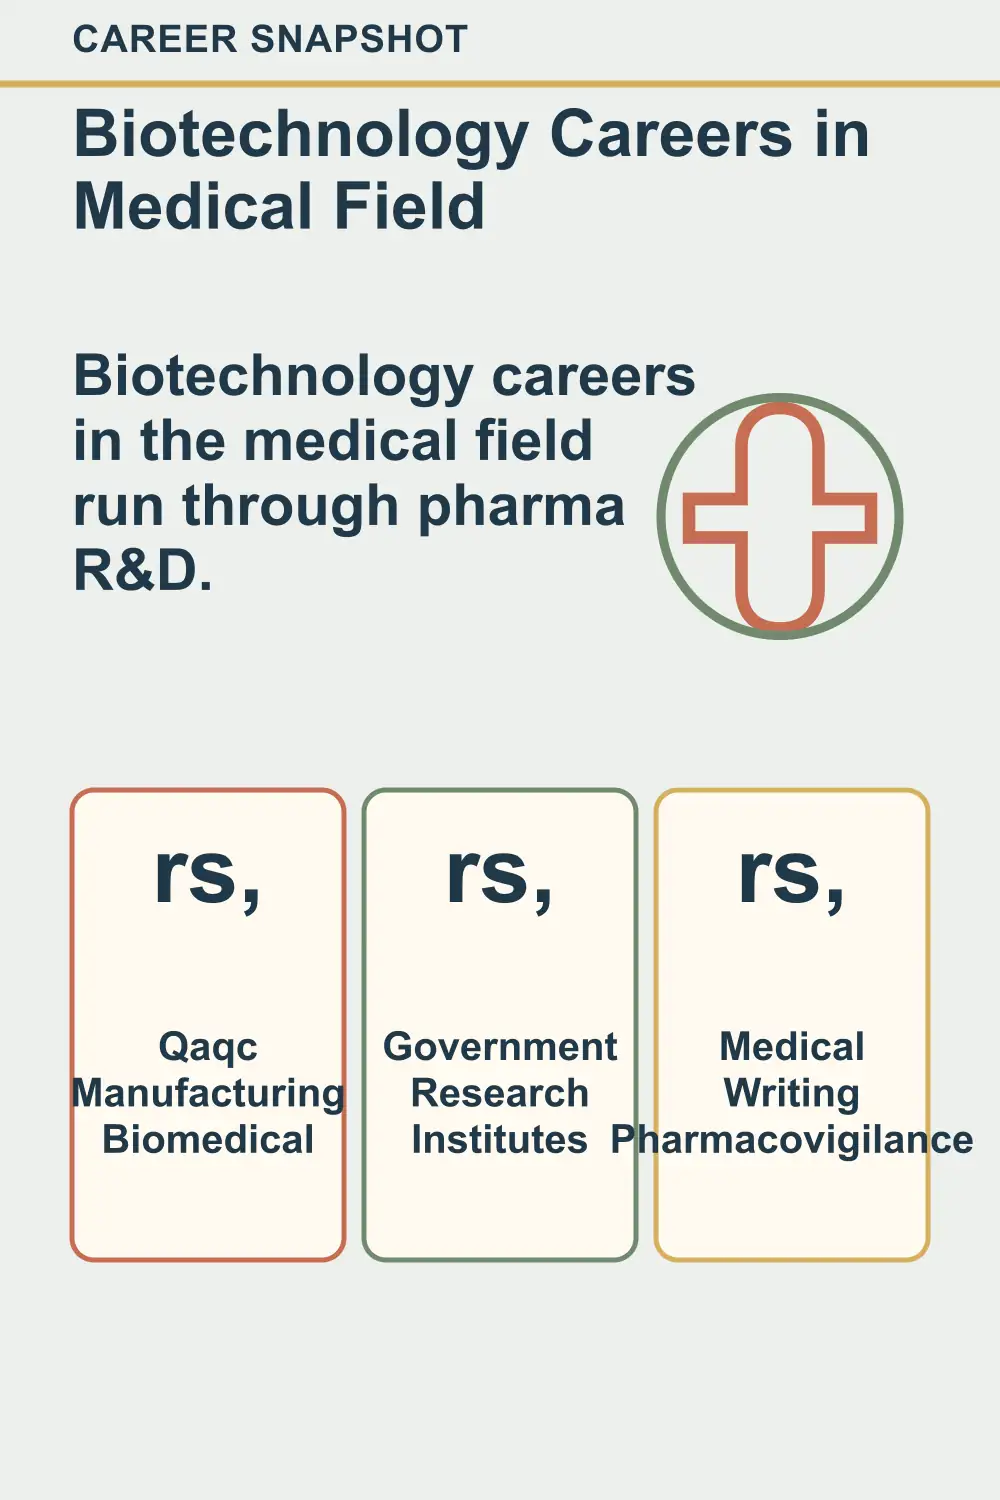 CAREER SNAPSHOT
Biotechnology Careers in
Medical Field
Biotechnology careers
in the medical field
run through pharma
R&D.
rs,
Qaqc
Manufacturing
Biomedical
rs,
Government
Research
Institutes
rs,
Medical
Writing
Pharmacovigilance